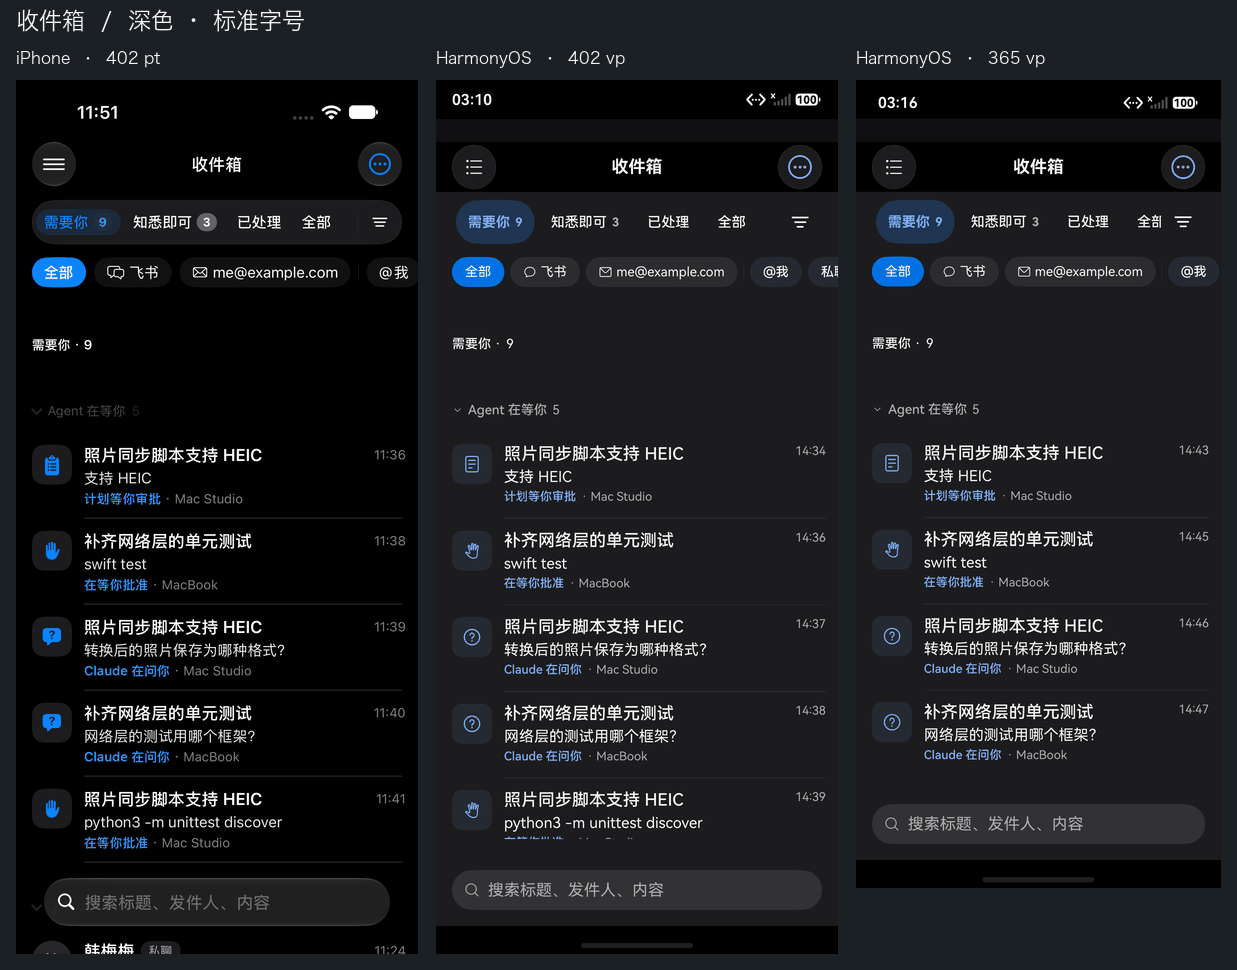 收件箱 / 深色 · 标准字号
iPhone · 402 pt
11:51
收件箱
需要你 9 知悉即可 3 已处理 全部
全部 飞书 me@example.com @我
需要你 · 9
Agent 在等你 5
照片同步脚本支持 HEIC 11:36
支持 HEIC
计划等你审批 · Mac Studio
补齐网络层的单元测试 11:38
swift test
在等你批准 · MacBook
照片同步脚本支持 HEIC 11:39
转换后的照片保存为哪种格式?
Claude 在问你 · Mac Studio
补齐网络层的单元测试 11:40
网络层的测试用哪个框架?
Claude 在问你 · MacBook
照片同步脚本支持 HEIC 11:41
python3 -m unittest discover
在等你批准 · Mac Studio
搜索标题、发件人、内容
韩梅梅 私聊 11:24
HarmonyOS · 402 vp
03:10 100
收件箱
需要你 9 知悉即可 3 已处理 全部
全部 飞书 me@example.com @我 私
需要你 · 9
Agent 在等你 5
照片同步脚本支持 HEIC 14:34
支持 HEIC
计划等你审批 · Mac Studio
补齐网络层的单元测试 14:36
swift test
在等你批准 · MacBook
照片同步脚本支持 HEIC 14:37
转换后的照片保存为哪种格式?
Claude 在问你 · Mac Studio
补齐网络层的单元测试 14:38
网络层的测试用哪个框架?
Claude 在问你 · MacBook
照片同步脚本支持 HEIC 14:39
python3 -m unittest discover
搜索标题、发件人、内容
HarmonyOS · 365 vp
03:16 100
收件箱
需要你 9 知悉即可 3 已处理 全部
全部 飞书 me@example.com @我
需要你 · 9
Agent 在等你 5
照片同步脚本支持 HEIC 14:43
支持 HEIC
计划等你审批 · Mac Studio
补齐网络层的单元测试 14:45
swift test
在等你批准 · MacBook
照片同步脚本支持 HEIC 14:46
转换后的照片保存为哪种格式?
Claude 在问你 · Mac Studio
补齐网络层的单元测试 14:47
网络层的测试用哪个框架?
Claude 在问你 · MacBook
搜索标题、发件人、内容